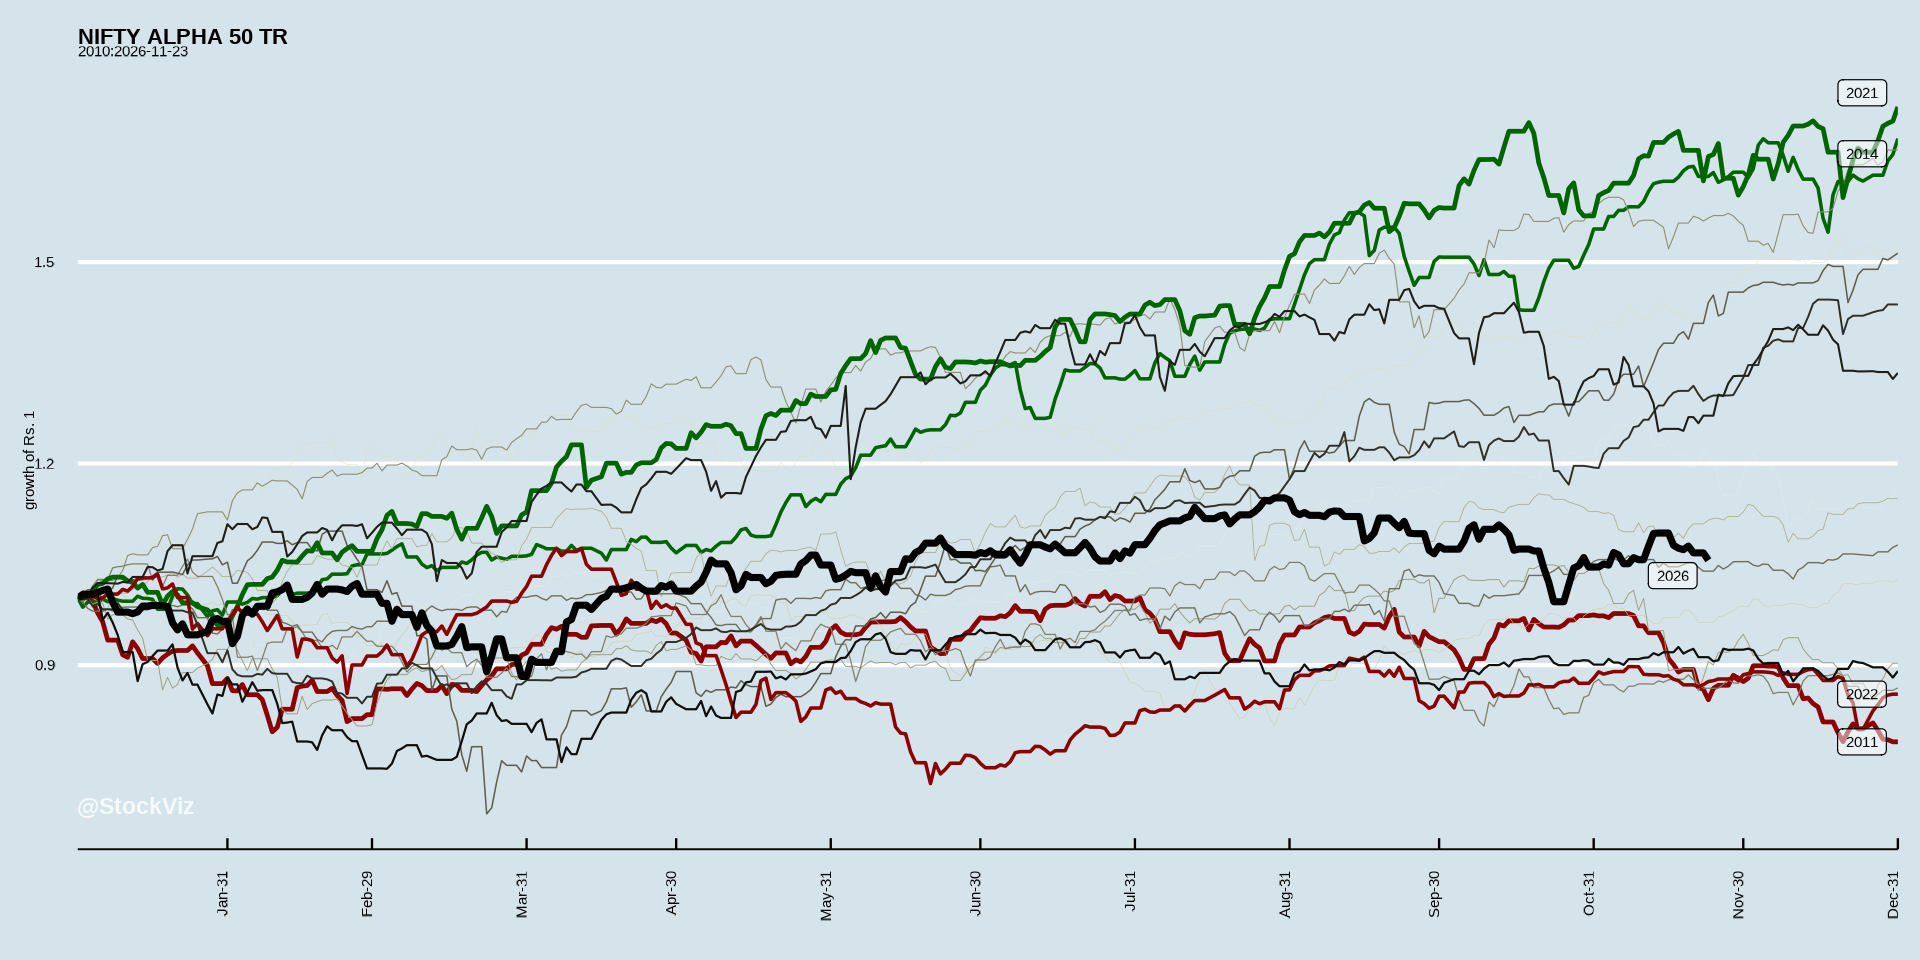 NIFTY ALPHA 50 TR
2010:2026-11-23
2021
2014
1.5
growth of Rs. 1
1.2
2026
0.9
2022
2011
@StockViz
Jan-31
Feb-29
Mar-31
Apr-30
May-31
Jun-30
Jul-31
Aug-31
Sep-30
Oct-31
Nov-30
Dec-31